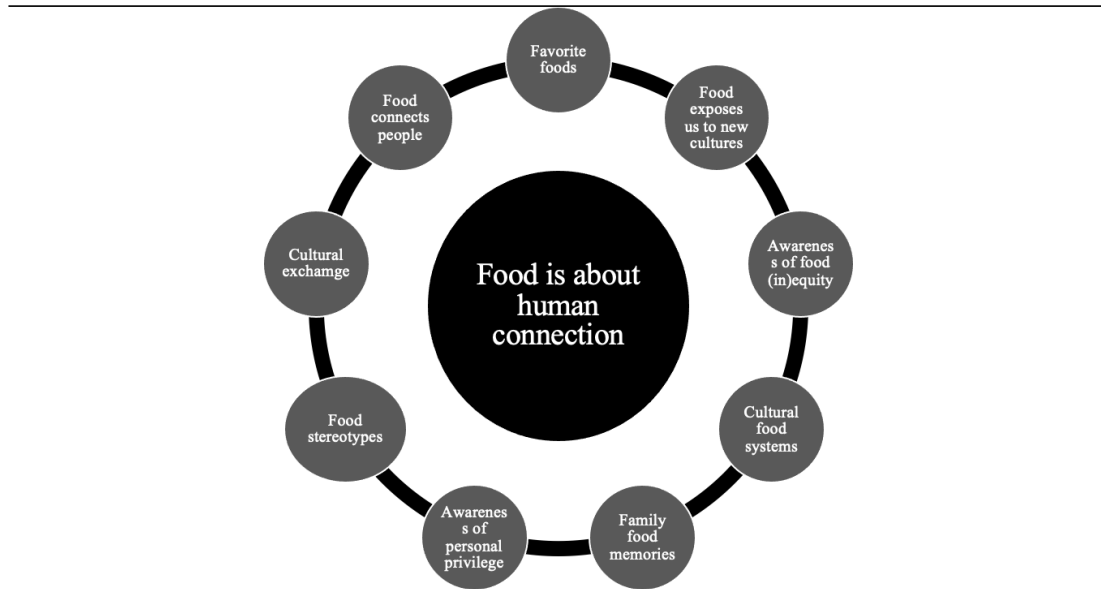 Favorite
foods
Food
exposes
us to new
cultures
Awarenes
s of food
(in)equity
Cultural
food
systems
Family
food
memories
Awarenes
s of
personal
privilege
Food
stereotypes
Cultural
exchamge
Food
connects
people
Food is about
human
connection